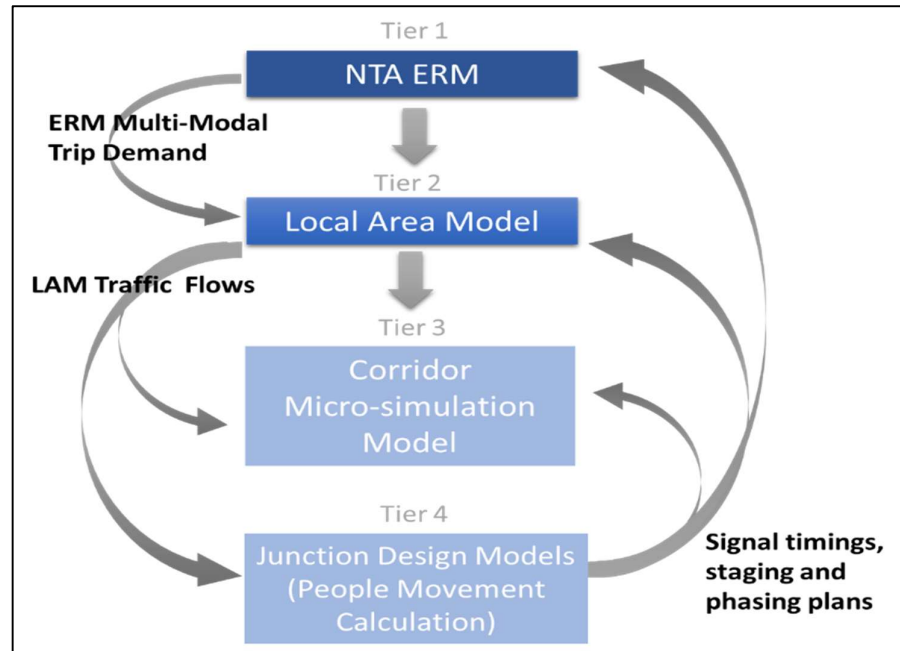 Tier 1
NTA ERM
ERM Multi-Modal
Trip Demand
Tier 2
Local Area Model
LAM Traffic Flows
Tier 3
Corridor
Micro-simulation
Model
Tier 4
Junction Design Models
(People Movement
Calculation)
Signal timings,
staging and
phasing plans